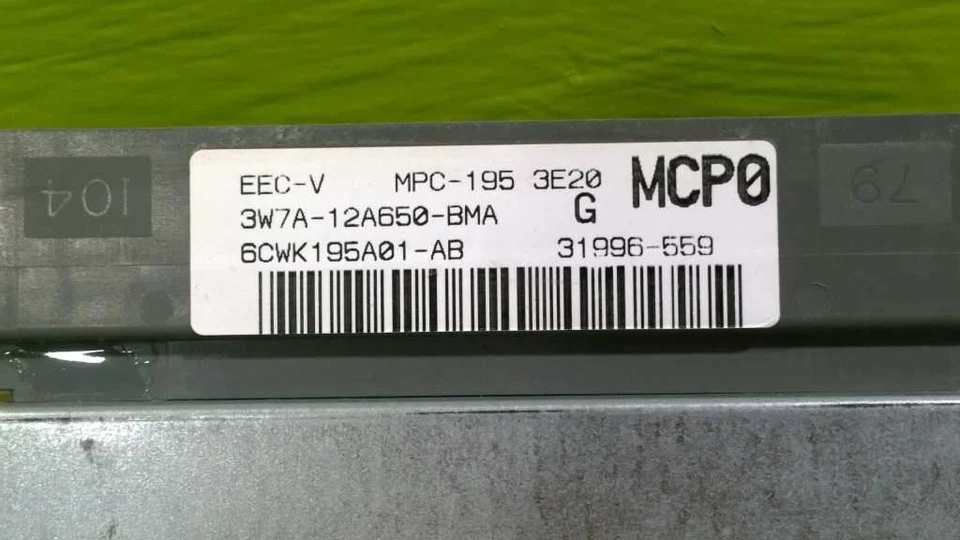 EEC-V MPC-195 3E20 MCP0
3W7A-12A650-BMA G
6CWK195A01-AB 31996-559
104
79